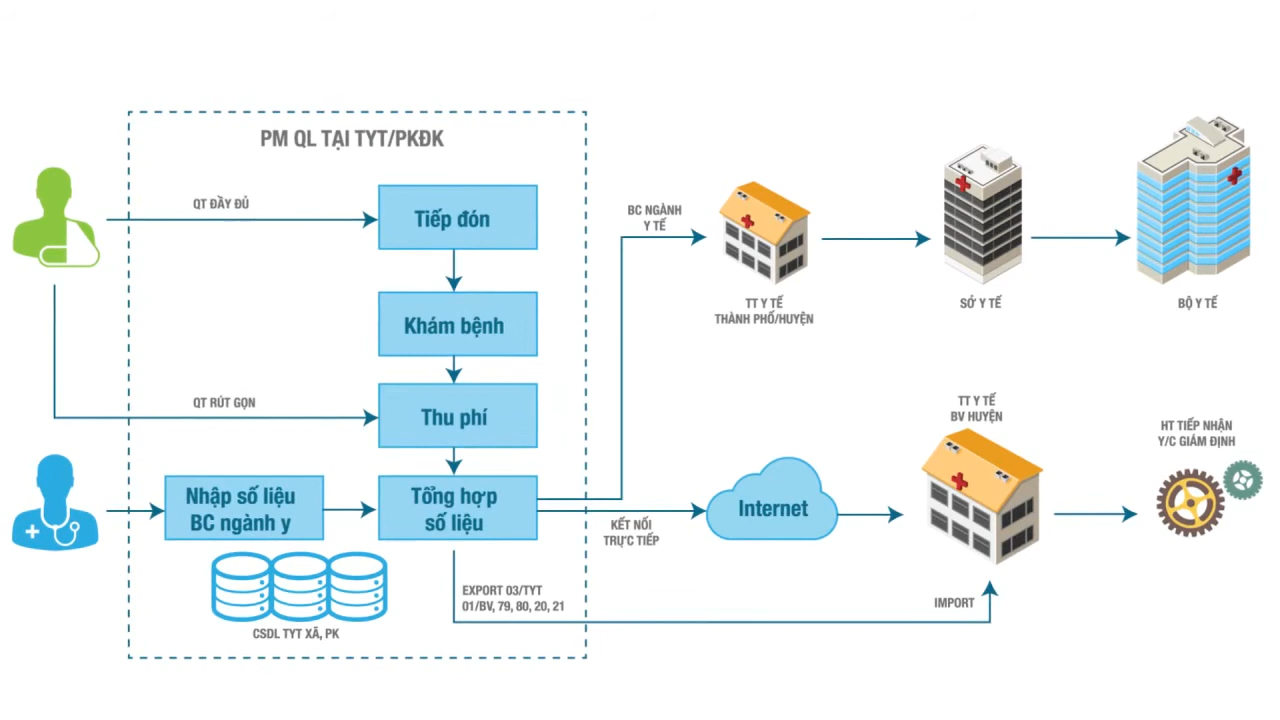 PM QL TẠI TYT/PKĐK
QT ĐẦY ĐỦ
Tiếp đón
BC NGÀNH
Y TẾ
TT Y TẾ
THÀNH PHỐ/HUYỆN
SỞ Y TẾ
BỘ Y TẾ
Khám bệnh
QT RÚT GỌN
Thu phí
TT Y TẾ
BV HUYỆN
HT TIẾP NHẬN
Y/C GIÁM ĐỊNH
Nhập số liệu
BC ngành y
Tổng hợp
số liệu
KẾT NỐI
TRỰC TIẾP
Internet
EXPORT 03/TYT
01/BV, 79, 80, 20, 21
IMPORT
CSDL TYT XÃ, PK